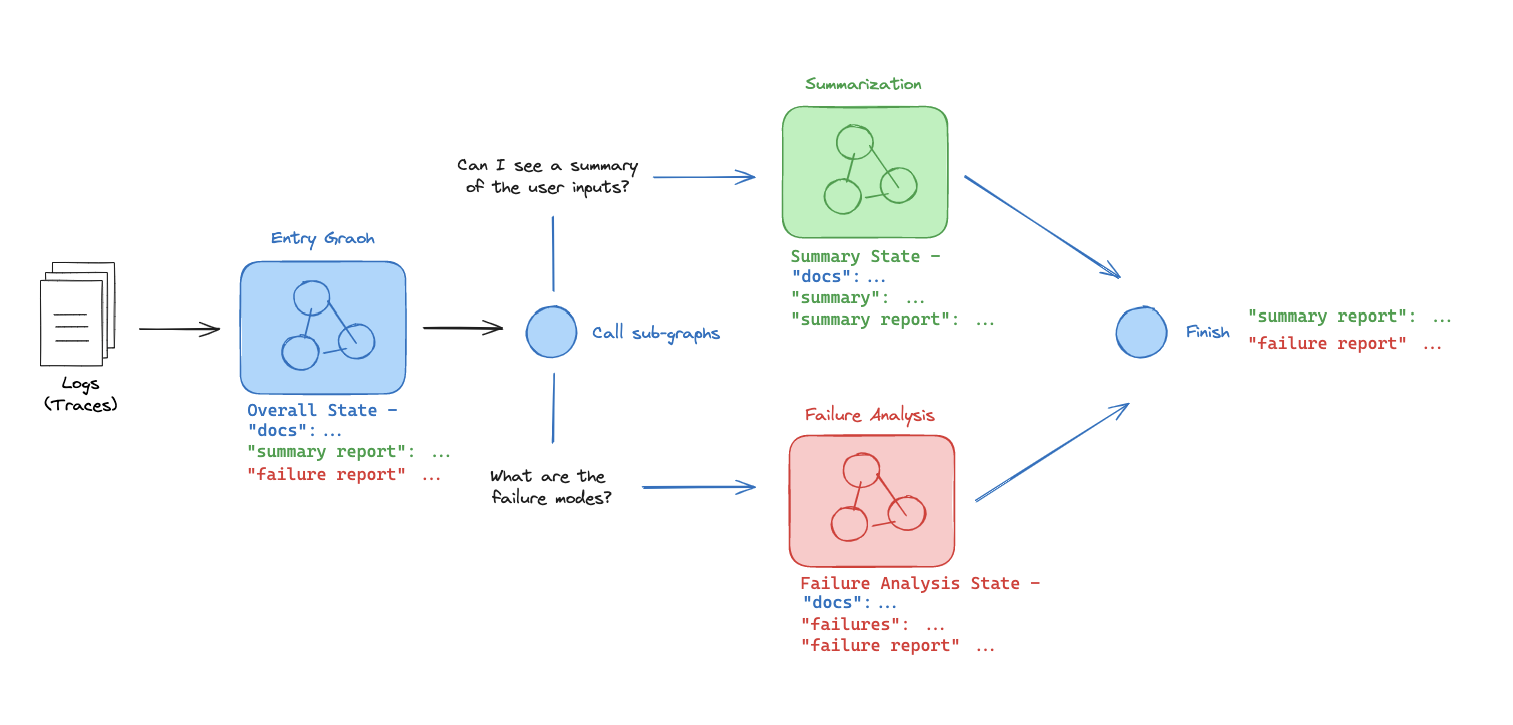 Summarization
Can I see a summary
of the user inputs?
Entry Graoh
Summary State -
"docs": ...
"summary": ...
"summary report": ...
Call sub-graphs
Finish
"summary report": ...
"failure report" ...
Logs
(Traces)
Overall State -
"docs": ...
"summary report": ...
"failure report" ...
What are the
failure modes?
Failure Analysis
Failure Analysis State -
"docs": ...
"failures": ...
"failure report" ...